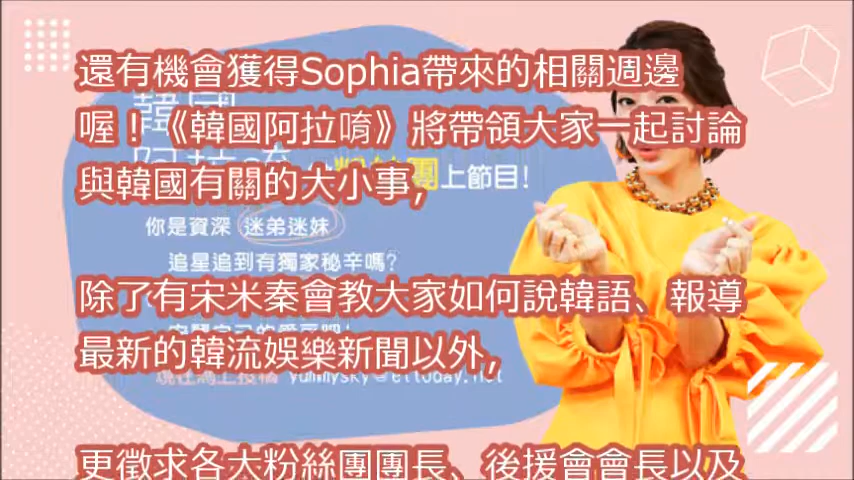 還有機會獲得Sophia帶來的相關週邊
喔！《韓國阿拉唷》將帶領大家一起討論
與韓國有關的大小事,
上節目!
你是資深 迷弟迷妹
追星追到有獨家秘辛嗎?
除了有宋米秦會教大家如何說韓語、報導
最新的韓流娛樂新聞以外,
yummysky@ettoday.net
更徵求各大粉絲團團長、後援會會長以及